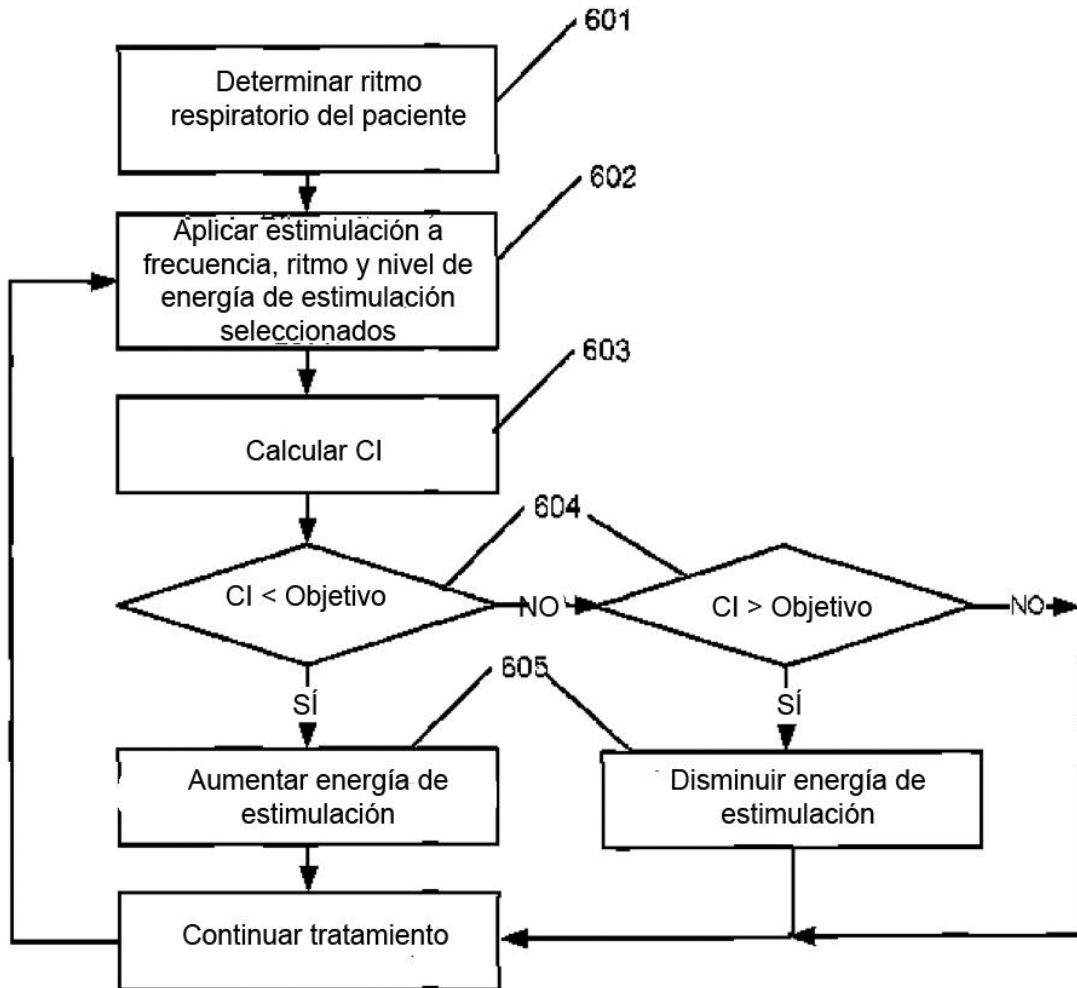 601
Determinar ritmo
respiratorio del paciente
602
Aplicar estimulación a
frecuencia, ritmo y nivel de
energía de estimulación
seleccionados
603
Calcular CI
604
CI < Objetivo
NO
CI > Objetivo
NO
SÍ
605
SÍ
Aumentar energía de
estimulación
Disminuir energía de
estimulación
Continuar tratamiento